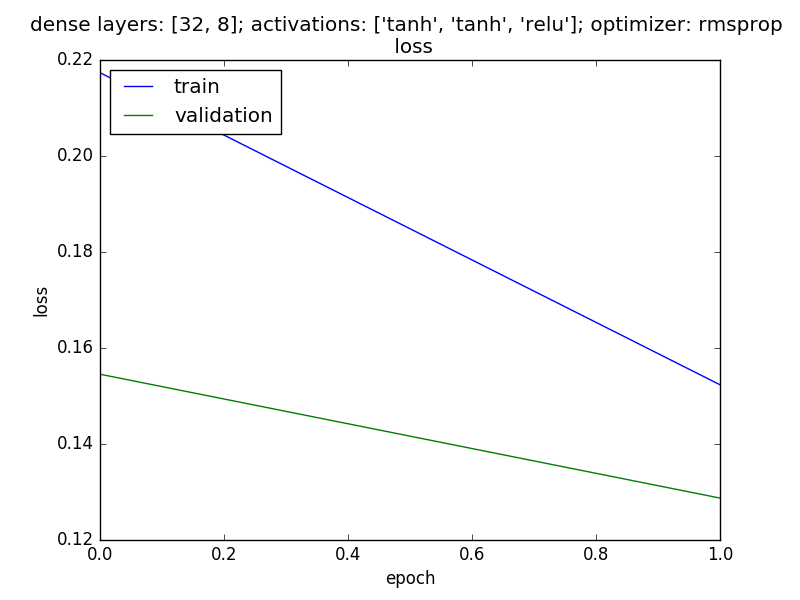 dense layers: [32, 8]; activations: ['tanh', 'tanh', 'relu']; optimizer: rmsprop
loss
train
validation
0.22
0.20
0.18
0.16
0.14
0.12
loss
0.0 0.2 0.4 0.6 0.8 1.0
epoch